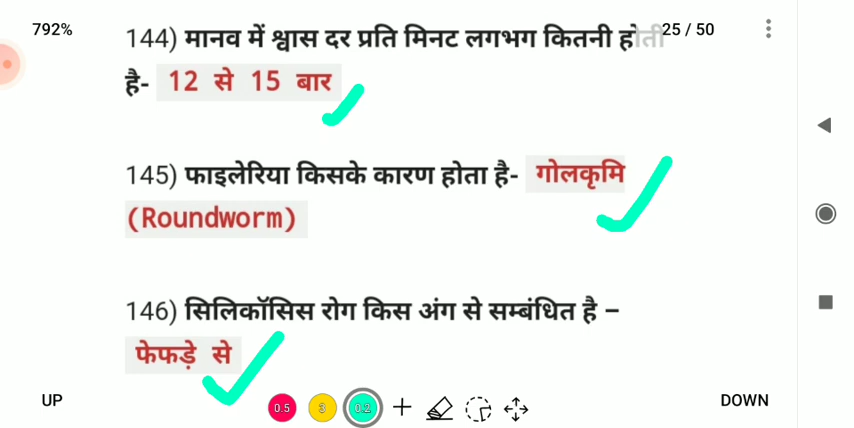 792%
144) मानव में श्वास दर प्रति मिनट लगभग कितनी होती
25 / 50
है- 12 से 15 बार
145) फाइलेरिया किसके कारण होता है- गोलकृमि
(Roundworm)
146) सिलिकॉसिस रोग किस अंग से सम्बंधित है –
फेफड़े से
UP
0.5 3 0.2
DOWN